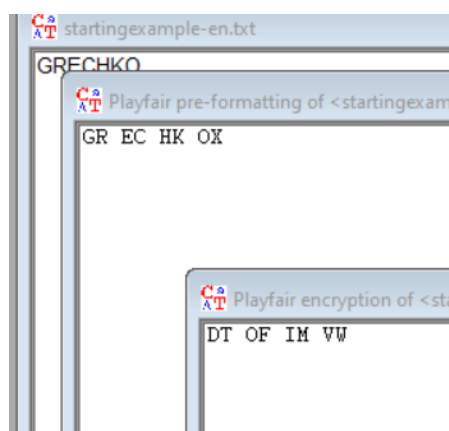 startingexample-en.txt
GRECHKO
Playfair pre-formatting of <startingexam
GR EC HK OX
Playfair encryption of <sta
DT OF IM VW